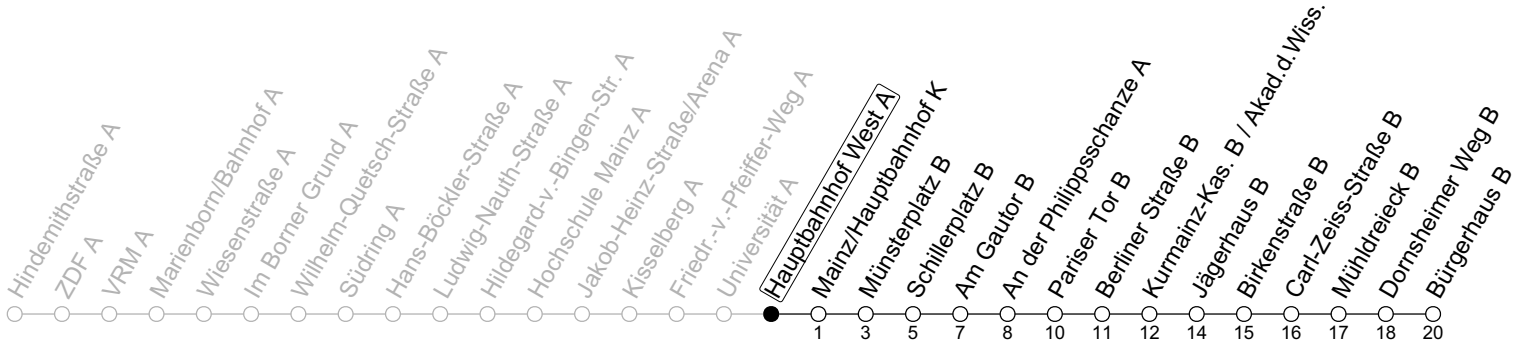 Hindemithstraße A
ZDF A
VRM A
Marienborn/Bahnhof A
Wiesenstraße A
Im Borner Grund A
Wilhelm-Quetsch-Straße A
Südring A
Hans-Böckler-Straße A
Ludwig-Nauth-Straße A
Hildegard-v.-Bingen-Str. A
Hochschule Mainz A
Jakob-Heinz-Straße/Arena A
Kisselberg A
Friedr.-v.-Pfeiffer-Weg A
Universität A
Hauptbahnhof West A
Mainz/Hauptbahnhof K
Münsterplatz B
Schillerplatz B
Am Gautor B
An der Philippsschanze A
Pariser Tor B
Berliner Straße B
Kurmainz-Kas. B / Akad.d.Wiss.
Jägerhaus B
Birkenstraße B
Carl-Zeiss-Straße B
Mühldreieck B
Dornsheimer Weg B
Bürgerhaus B
1 3 5 7 8 10 11 12 14 15 16 17 18 20